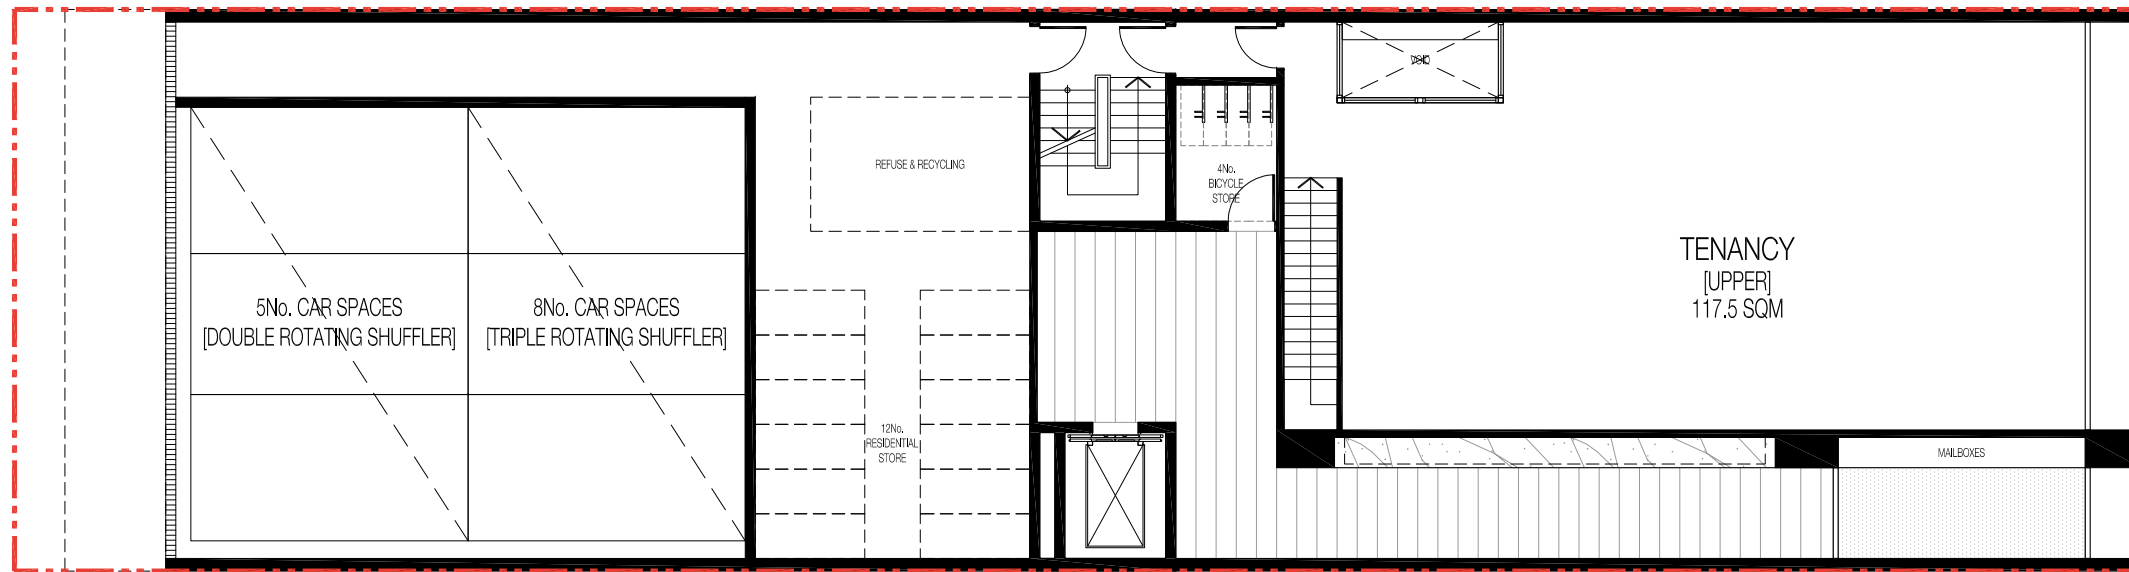 VOID
REFUSE & RECYCLING
4No.
BICYCLE
STORE
TENANCY
[UPPER]
117.5 SQM
5No. CAR SPACES
[DOUBLE ROTATING SHUFFLER]
8No. CAR SPACES
[TRIPLE ROTATING SHUFFLER]
12No.
RESIDENTIAL
STORE
MAILBOXES